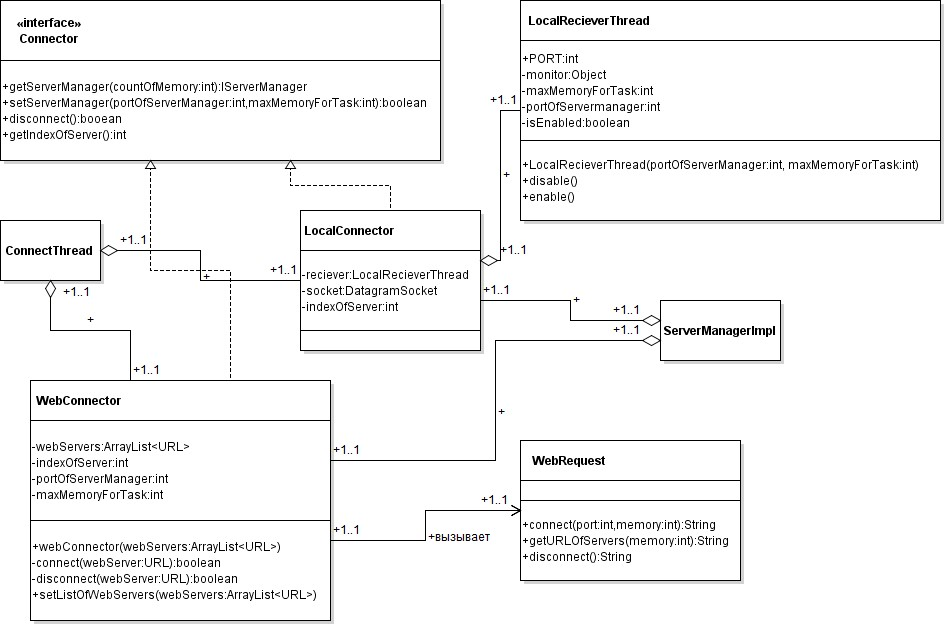 «interface»
Connector
+getServerManager(countOfMemory:int):IServerManager
+setServerManager(portOfServerManager:int,maxMemoryForTask:int):boolean
+disconnect():booean
+getIndexOfServer():int
LocalRecieverThread
+PORT:int
-monitor:Object
-maxMemoryForTask:int
-portOfServermanager:int
-isEnabled:boolean
+LocalRecieverThread(portOfServerManager:int, maxMemoryForTask:int)
+disable()
+enable()
+1..1
+
+1..1
ConnectThread
+1..1
+
+1..1
+1..1
+
+1..1
LocalConnector
-reciever:LocalRecieverThread
-socket:DatagramSocket
-indexOfServer:int
+1..1
+
+1..1
+1..1
ServerManagerImpl
+
+1..1
WebConnector
-webServers:ArrayList<URL>
-indexOfServer:int
-portOfServerManager:int
-maxMemoryForTask:int
+webConnector(webServers:ArrayList<URL>)
-connect(webServer:URL):boolean
-disconnect(webServer:URL):boolean
+setListOfWebServers(webServers:ArrayList<URL>)
+1..1
+вызывает
+1..1
WebRequest
+connect(port:int,memory:int):String
+getURLOfServers(memory:int):String
+disconnect():String